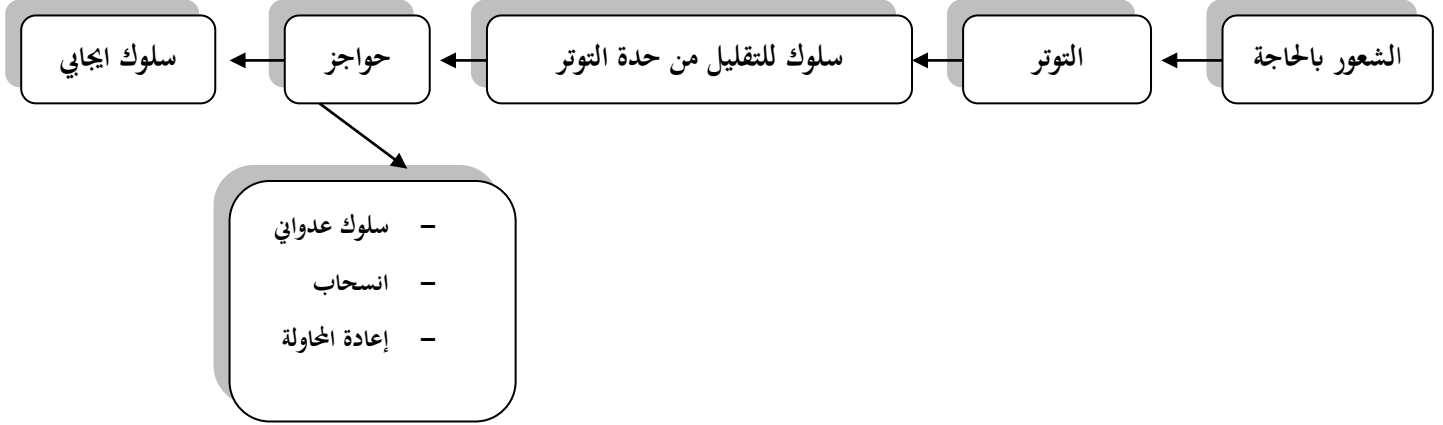 الشعور بالحاجة
التوتر
سلوك للتقليل من حدة التوتر
حواجز
سلوك ايجابي
– سلوك عدواني
– انسحاب
– إعادة المحاولة